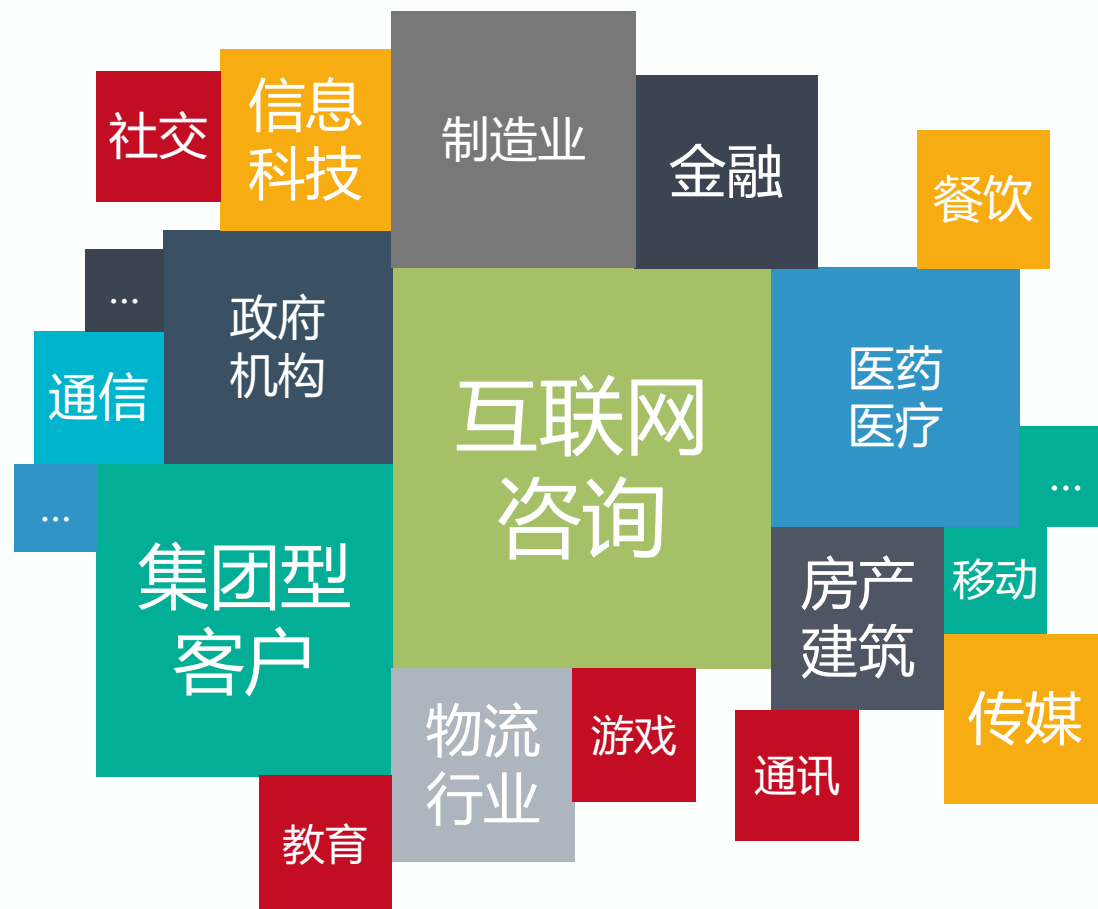 社交
信息
科技
制造业
金融
餐饮
...
政府
机构
通信
互联网
咨询
医药
医疗
...
...
集团型
客户
房产
建筑
移动
物流
行业
游戏
通讯
传媒
教育